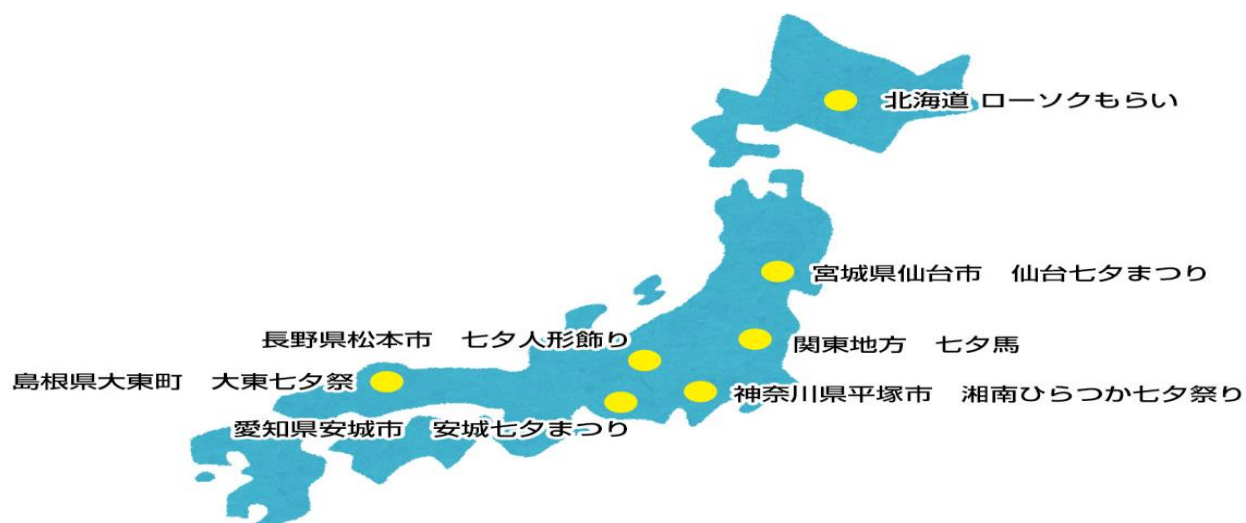 北海道 ローソクもらい
宮城県仙台市　仙台七夕まつり
長野県松本市　七夕人形飾り
関東地方　七夕馬
島根県大東町　大東七夕祭
神奈川県平塚市　湘南ひらつか七夕祭り
愛知県安城市　安城七夕まつり